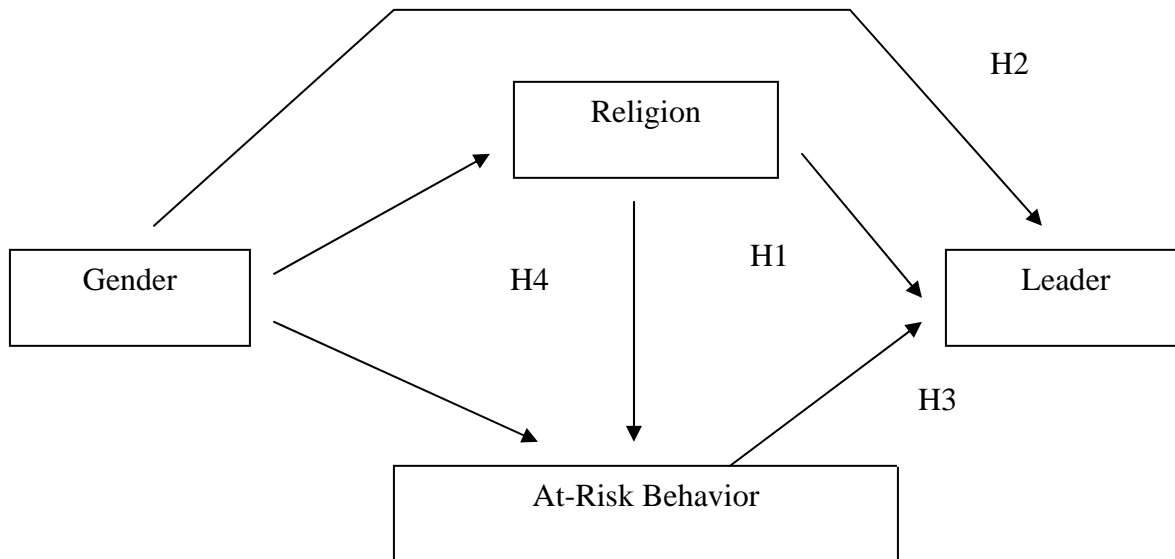 H2
Religion
Gender
H4
H1
Leader
H3
At-Risk Behavior